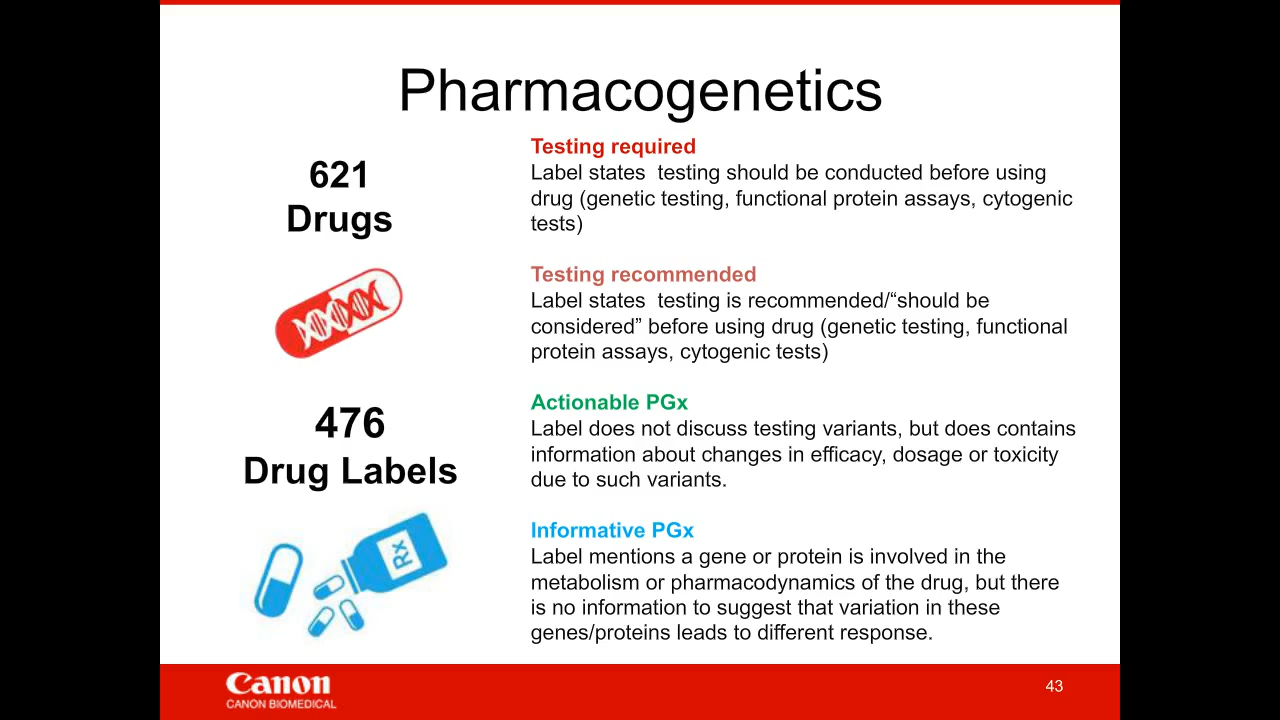 Pharmacogenetics
621
Drugs
476
Drug Labels
Rx
Testing required
Label states  testing should be conducted before using
drug (genetic testing, functional protein assays, cytogenic
tests)
Testing recommended
Label states  testing is recommended/“should be
considered” before using drug (genetic testing, functional
protein assays, cytogenic tests)
Actionable PGx
Label does not discuss testing variants, but does contains
information about changes in efficacy, dosage or toxicity
due to such variants.
Informative PGx
Label mentions a gene or protein is involved in the
metabolism or pharmacodynamics of the drug, but there
is no information to suggest that variation in these
genes/proteins leads to different response.
Canon
CANON BIOMEDICAL
43